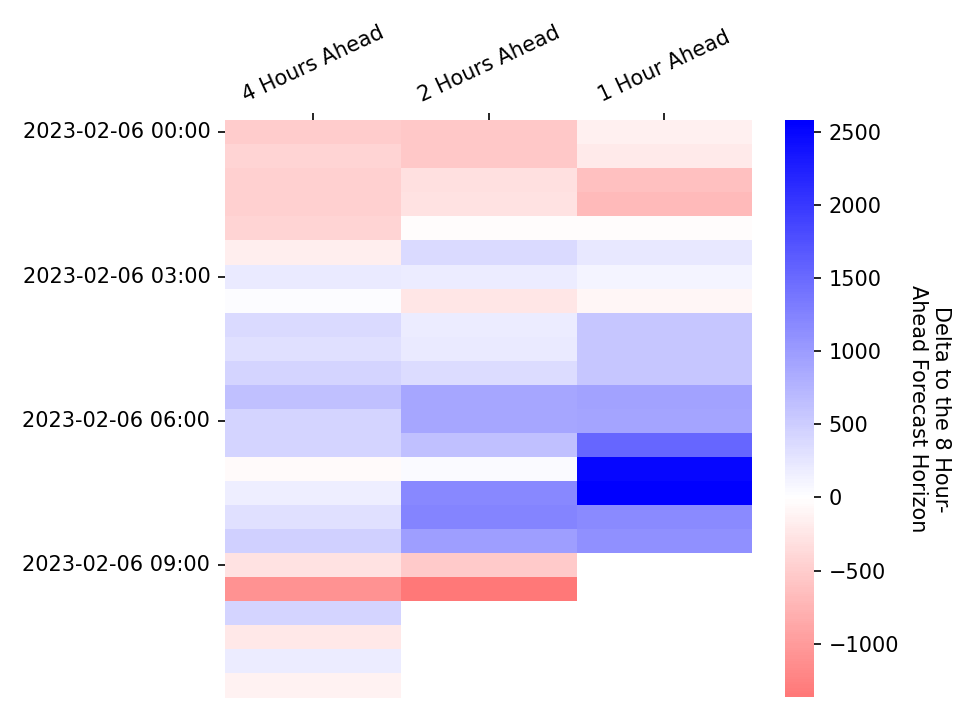 4 Hours Ahead
2 Hours Ahead
1 Hour Ahead
2023-02-06 00:00
2023-02-06 03:00
2023-02-06 06:00
2023-02-06 09:00
2500
2000
1500
1000
500
0
−500
−1000
Delta to the 8 Hour-
Ahead Forecast Horizon